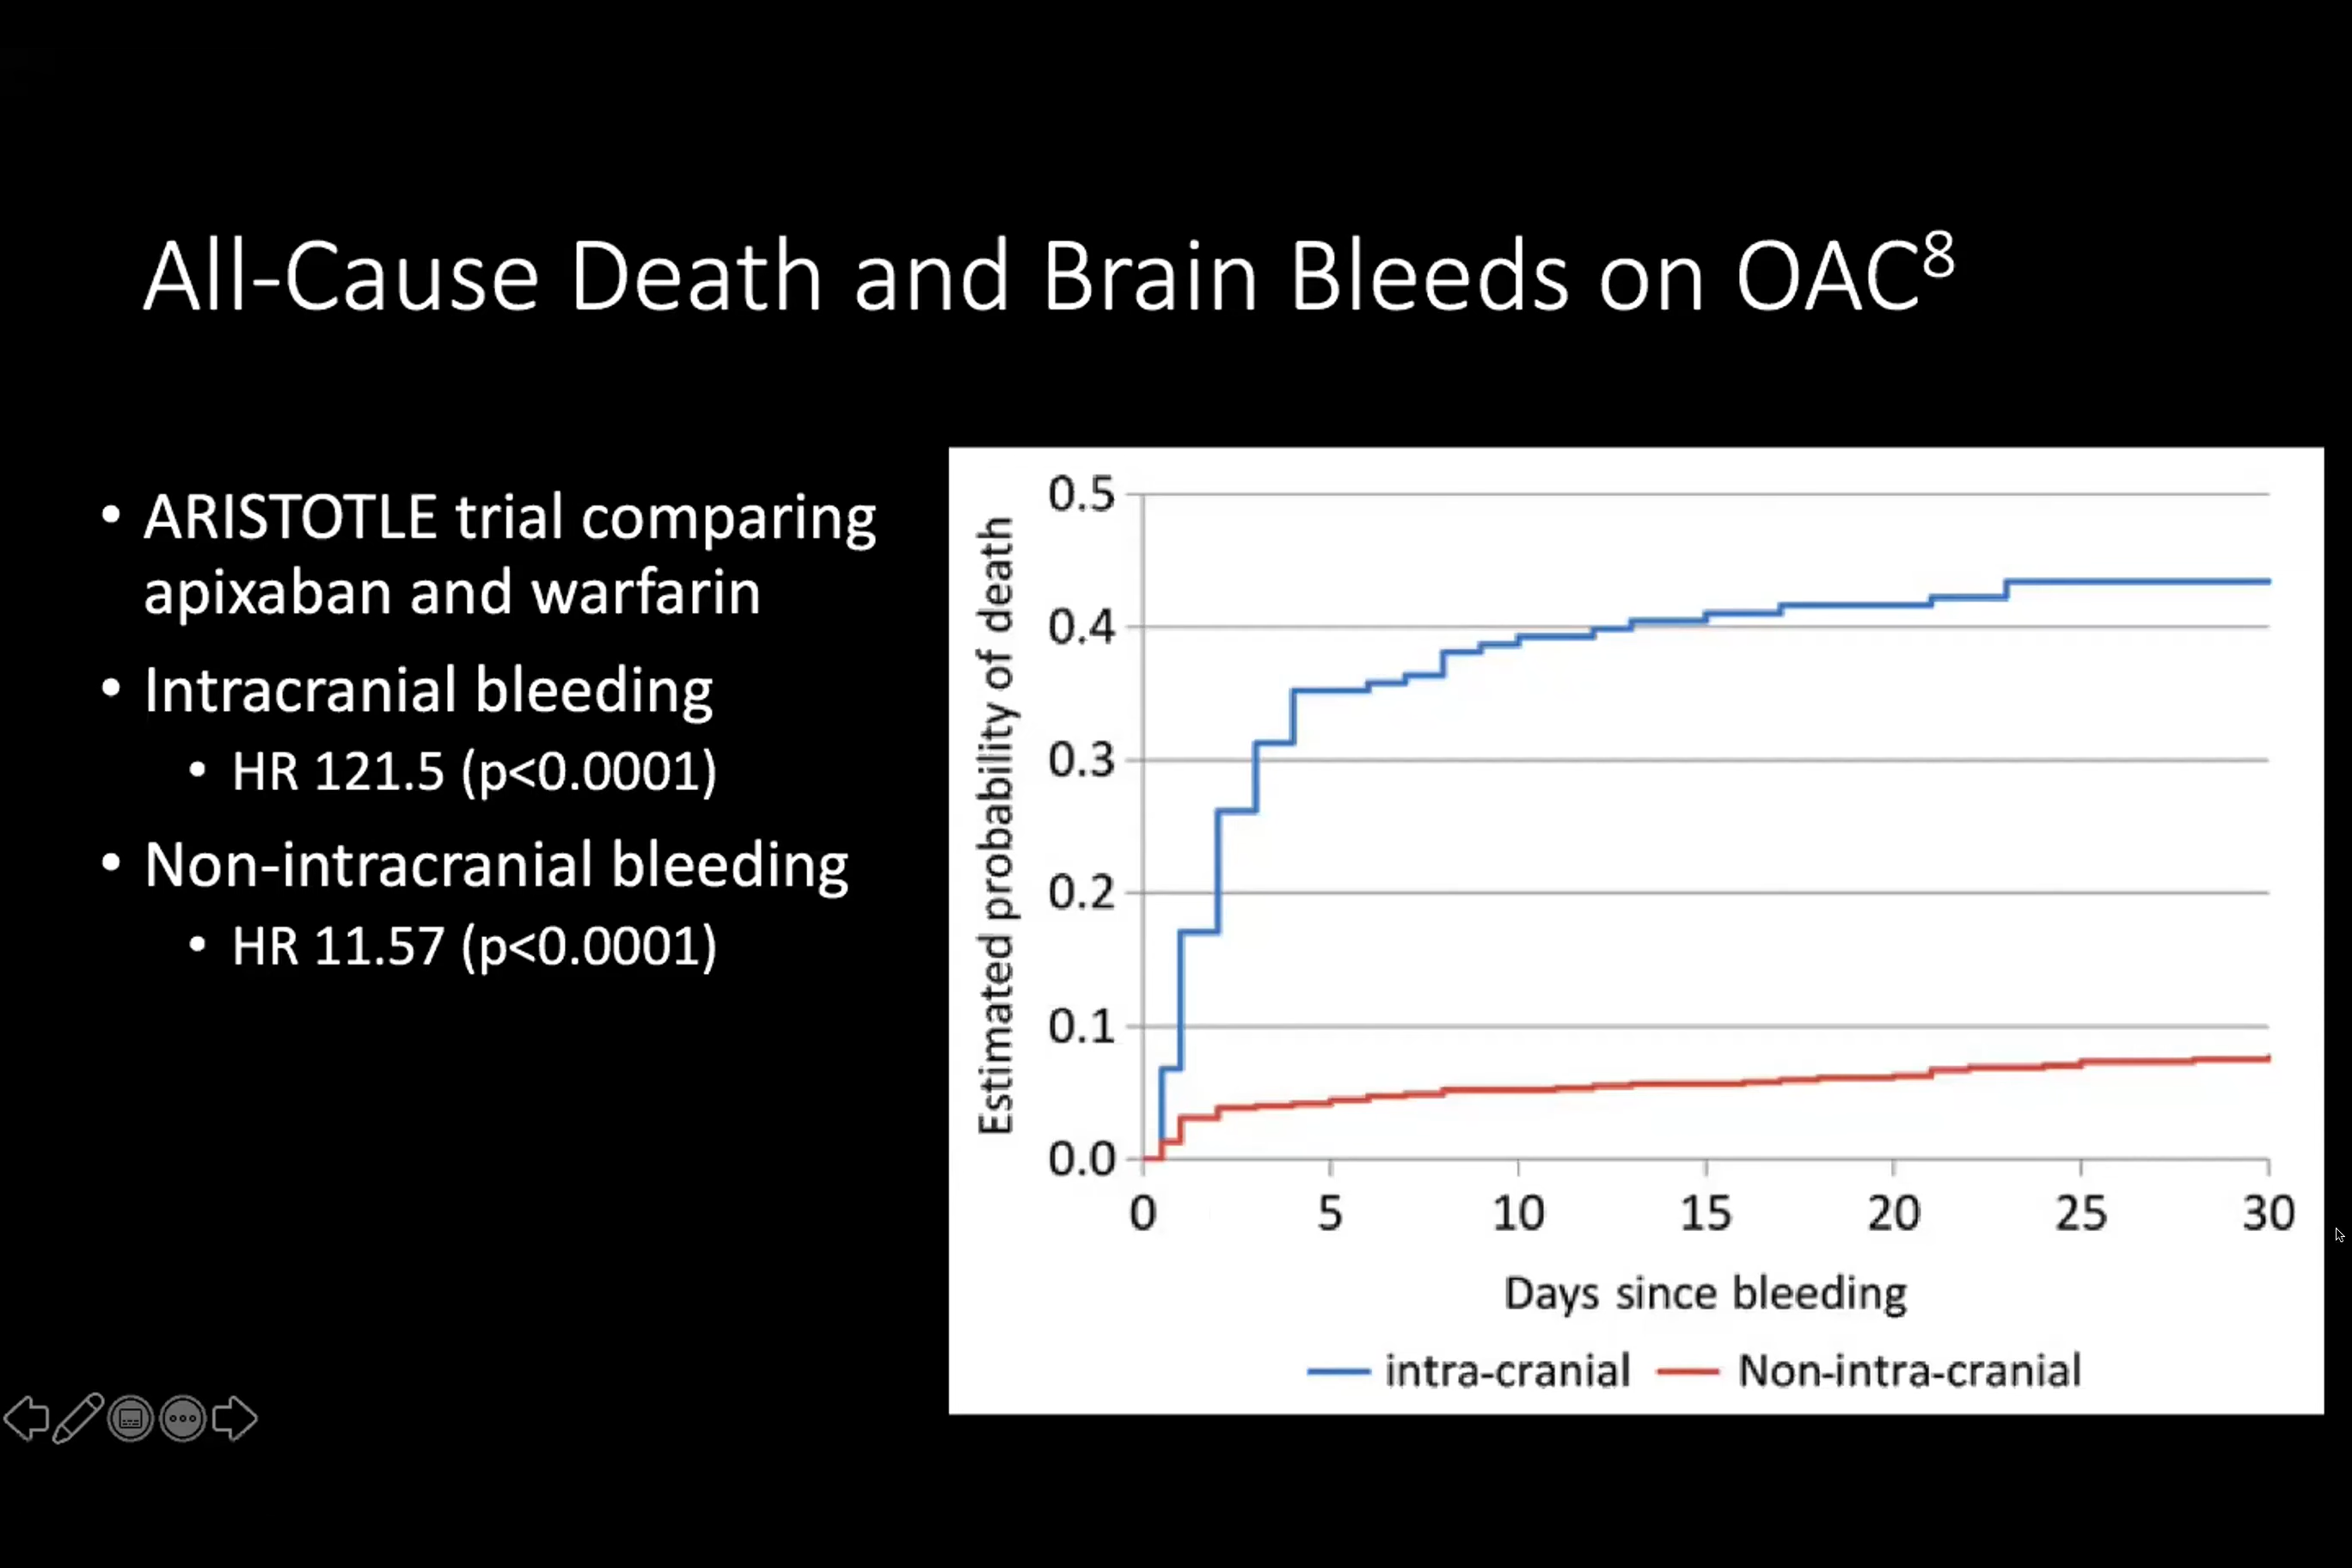 All-Cause Death and Brain Bleeds on OAC⁸
• ARISTOTLE trial comparing
apixaban and warfarin
• Intracranial bleeding
• HR 121.5 (p<0.0001)
• Non-intracranial bleeding
• HR 11.57 (p<0.0001)
Estimated probability of death
0.5
0.4
0.3
0.2
0.1
0.0
0 5 10 15 20 25 30
Days since bleeding
intra-cranial Non-intra-cranial